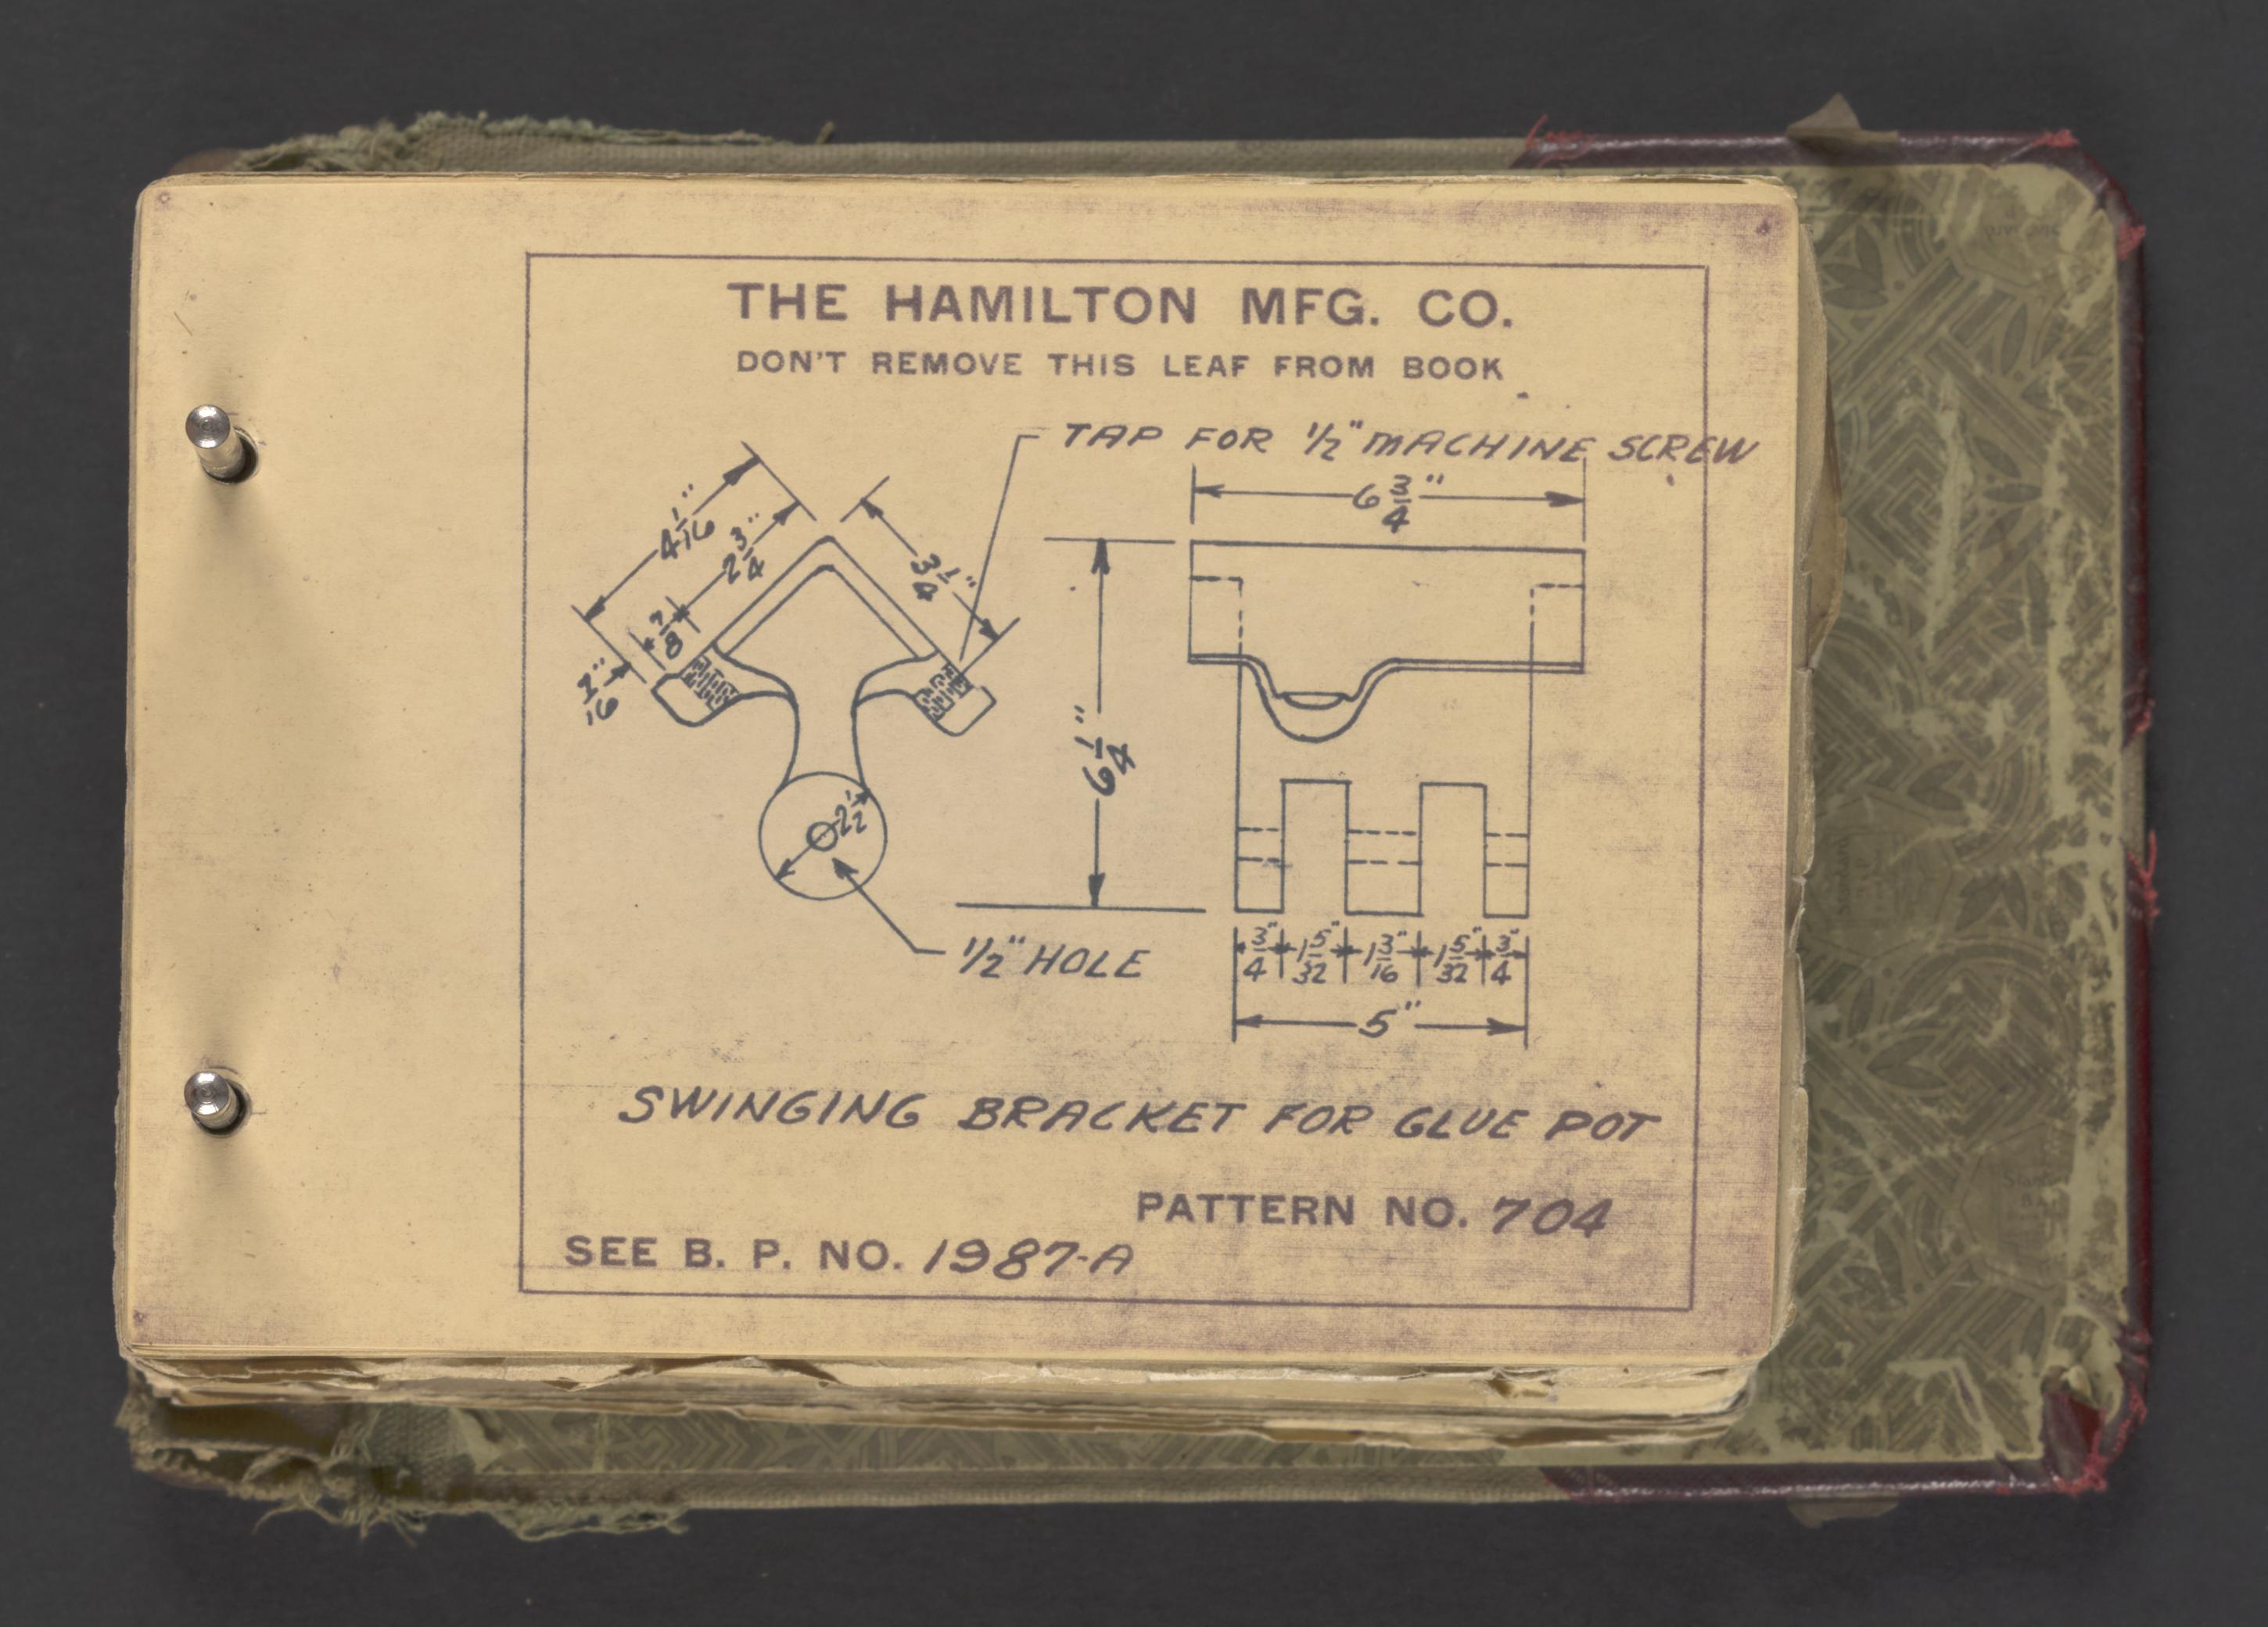 THE HAMILTON MFG. CO.
DON'T REMOVE THIS LEAF FROM BOOK
TAP FOR 1/2" MACHINE SCREW
4 1/16"
2 3/4"
7/8
7/16"
3 1/4"
6 3/4"
6 1/4"
2 1/2
1/2" HOLE
3/4" 1 5/32" 1 3/16" 1 5/32" 3/4"
5"
SWINGING BRACKET FOR GLUE POT
PATTERN NO. 704
SEE B. P. NO. 1987-A